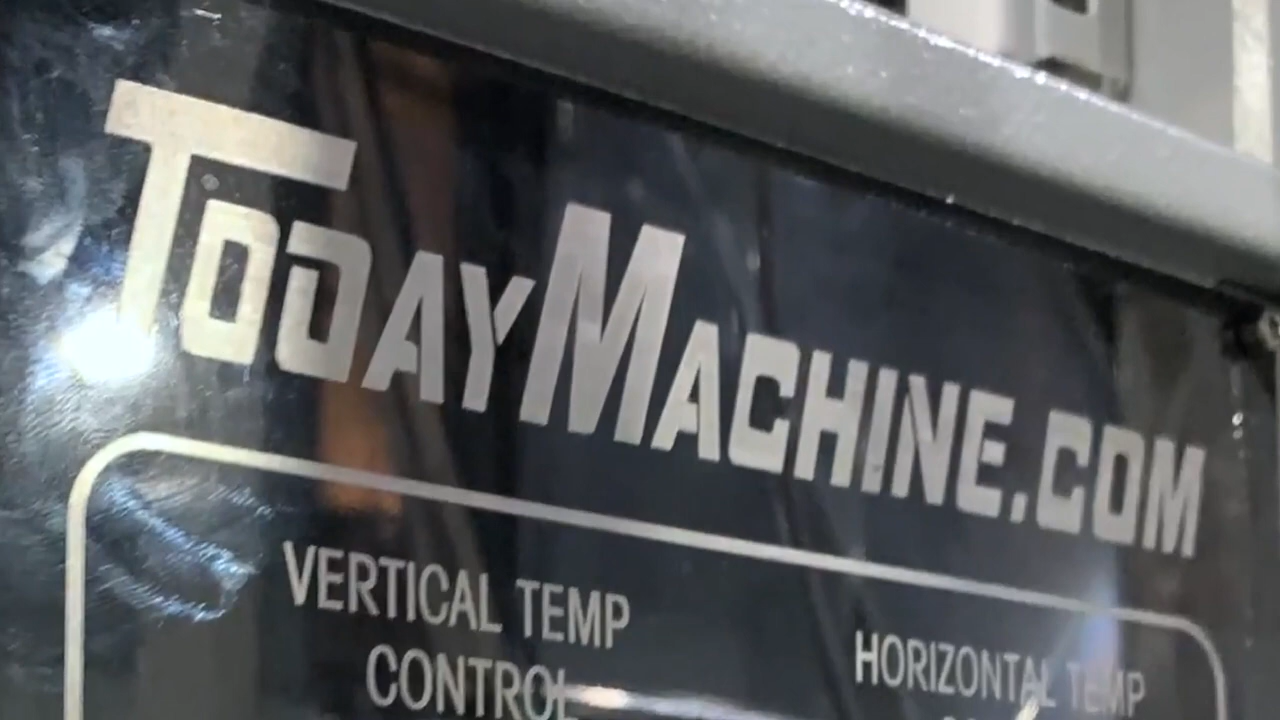 TODAYMACHINE.COM
VERTICAL TEMP
CONTROL
HORIZONTAL TEMP